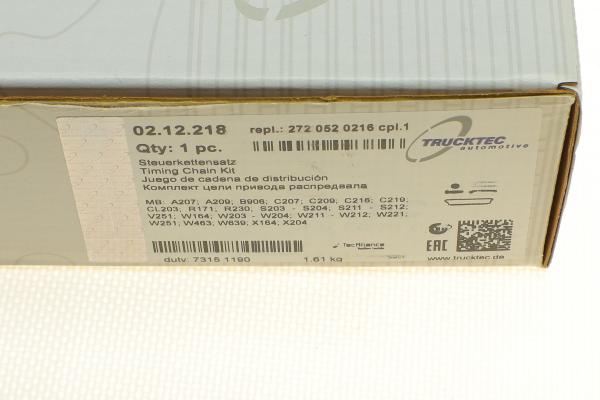 02.12.218 repl.: 272 052 0216 cpl.1
TRUCKTEC
automotive
Qty: 1 pc.
Steuerkettensatz
Timing Chain Kit
Juego de cadena de distribución
Комплект цепи привода распредвала
MB: A207; A209; B906; C207; C209; C216; C219;
CL203; R171; R230; S203 - S204; S211 - S212;
V251; W164; W203 - W204; W211 - W212; W221;
W251; W463; W639; X164; X204
TecAlliance
EAC
dutv: 7315 1190 1.61 kg www.trucktec.de